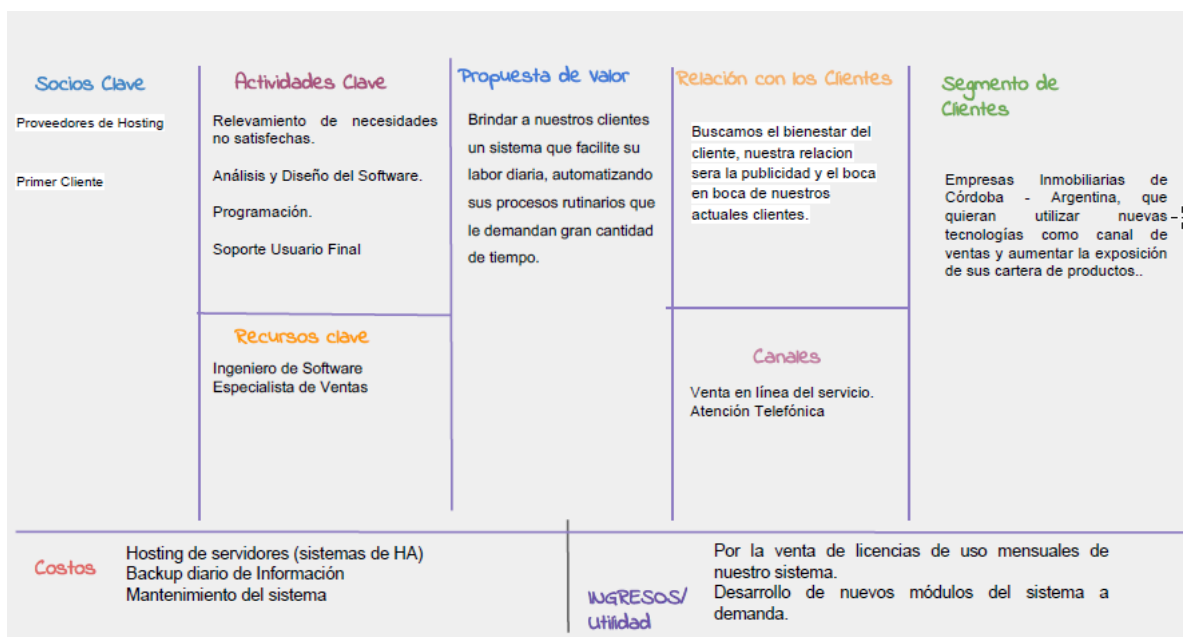 Socios Clave
Proveedores de Hosting
Primer Cliente
Actividades Clave
Relevamiento de necesidades
no satisfechas.
Análisis y Diseño del Software.
Programación.
Soporte Usuario Final
Recursos clave
Ingeniero de Software
Especialista de Ventas
Propuesta de Valor
Brindar a nuestros clientes
un sistema que facilite su
labor diaria, automatizando
sus procesos rutinarios que
le demandan gran cantidad
de tiempo.
Relación con los Clientes
Buscamos el bienestar del
cliente, nuestra relacion
sera la publicidad y el boca
en boca de nuestros
actuales clientes.
Canales
Venta en línea del servicio.
Atención Telefónica
Segmento de
Clientes
Empresas Inmobiliarias de
Córdoba - Argentina, que
quieran utilizar nuevas
tecnologías como canal de
ventas y aumentar la exposición
de sus cartera de productos..
Costos
Hosting de servidores (sistemas de HA)
Backup diario de Información
Mantenimiento del sistema
INGRESOS/
Utilidad
Por la venta de licencias de uso mensuales de
nuestro sistema.
Desarrollo de nuevos módulos del sistema a
demanda.